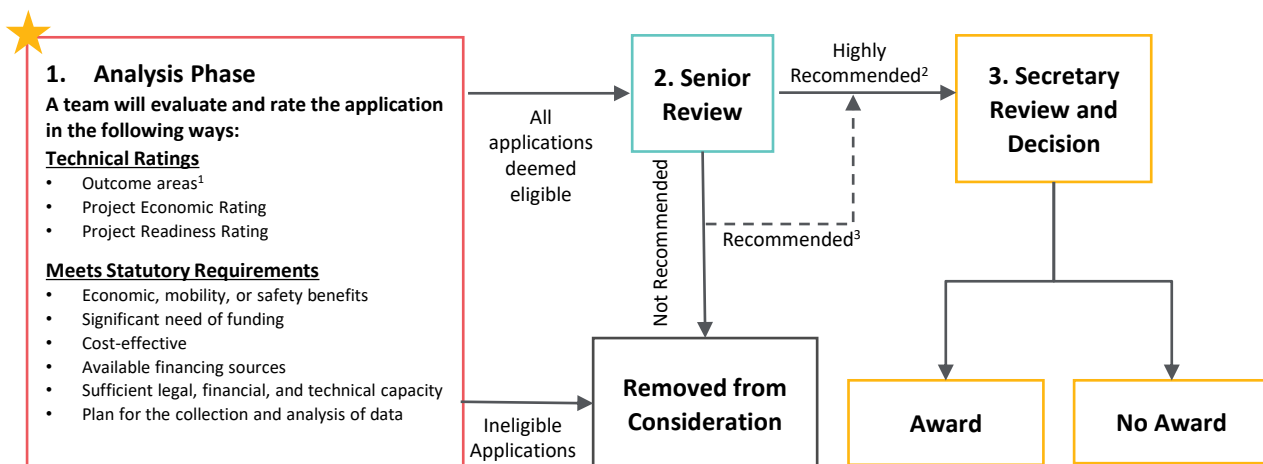 1. Analysis Phase
A team will evaluate and rate the application
in the following ways:
Technical Ratings
• Outcome areas1
• Project Economic Rating
• Project Readiness Rating
Meets Statutory Requirements
• Economic, mobility, or safety benefits
• Significant need of funding
• Cost-effective
• Available financing sources
• Sufficient legal, financial, and technical capacity
• Plan for the collection and analysis of data
All
applications
deemed
eligible
Ineligible
Applications
2. Senior
Review
Not Recommended
Recommended3
Highly
Recommended2
Removed from
Consideration
3. Secretary
Review and
Decision
Award
No Award